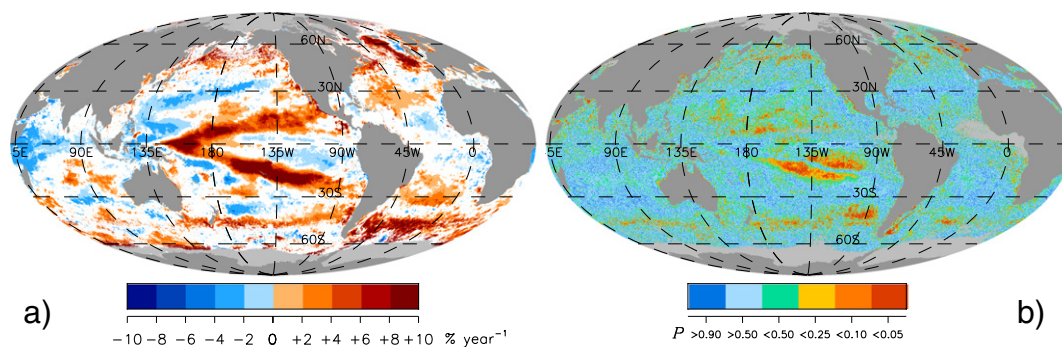 60N
30N
5E 90E 135E 180 135W 90W 45W 0
30S
60S
a)
−10 −8 −6 −4 −2 0 +2 +4 +6 +8 +10 % year⁻¹
60N
30N
5E 90E 135E 180 135W 90W 45W 0
30S
60S
b)
P >0.90 >0.50 <0.50 <0.25 <0.10 <0.05